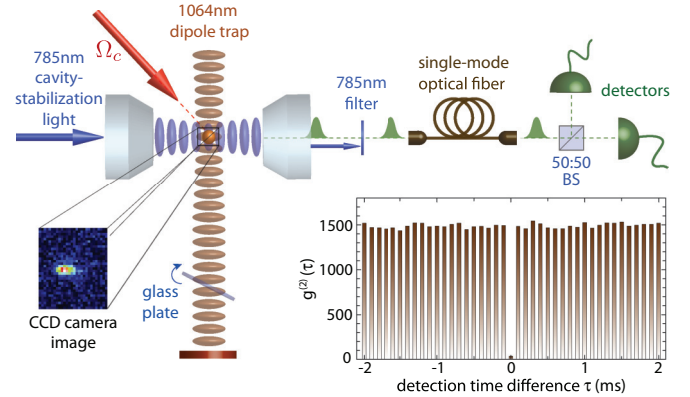 1064nm
dipole trap
Ω_c
785nm
cavity-
stabilization
light
785nm
filter
single-mode
optical fiber
detectors
50:50
BS
glass
plate
CCD camera
image
g⁽²⁾(τ)
1500
1000
500
0
-2 -1 0 1 2
detection time difference τ (ms)